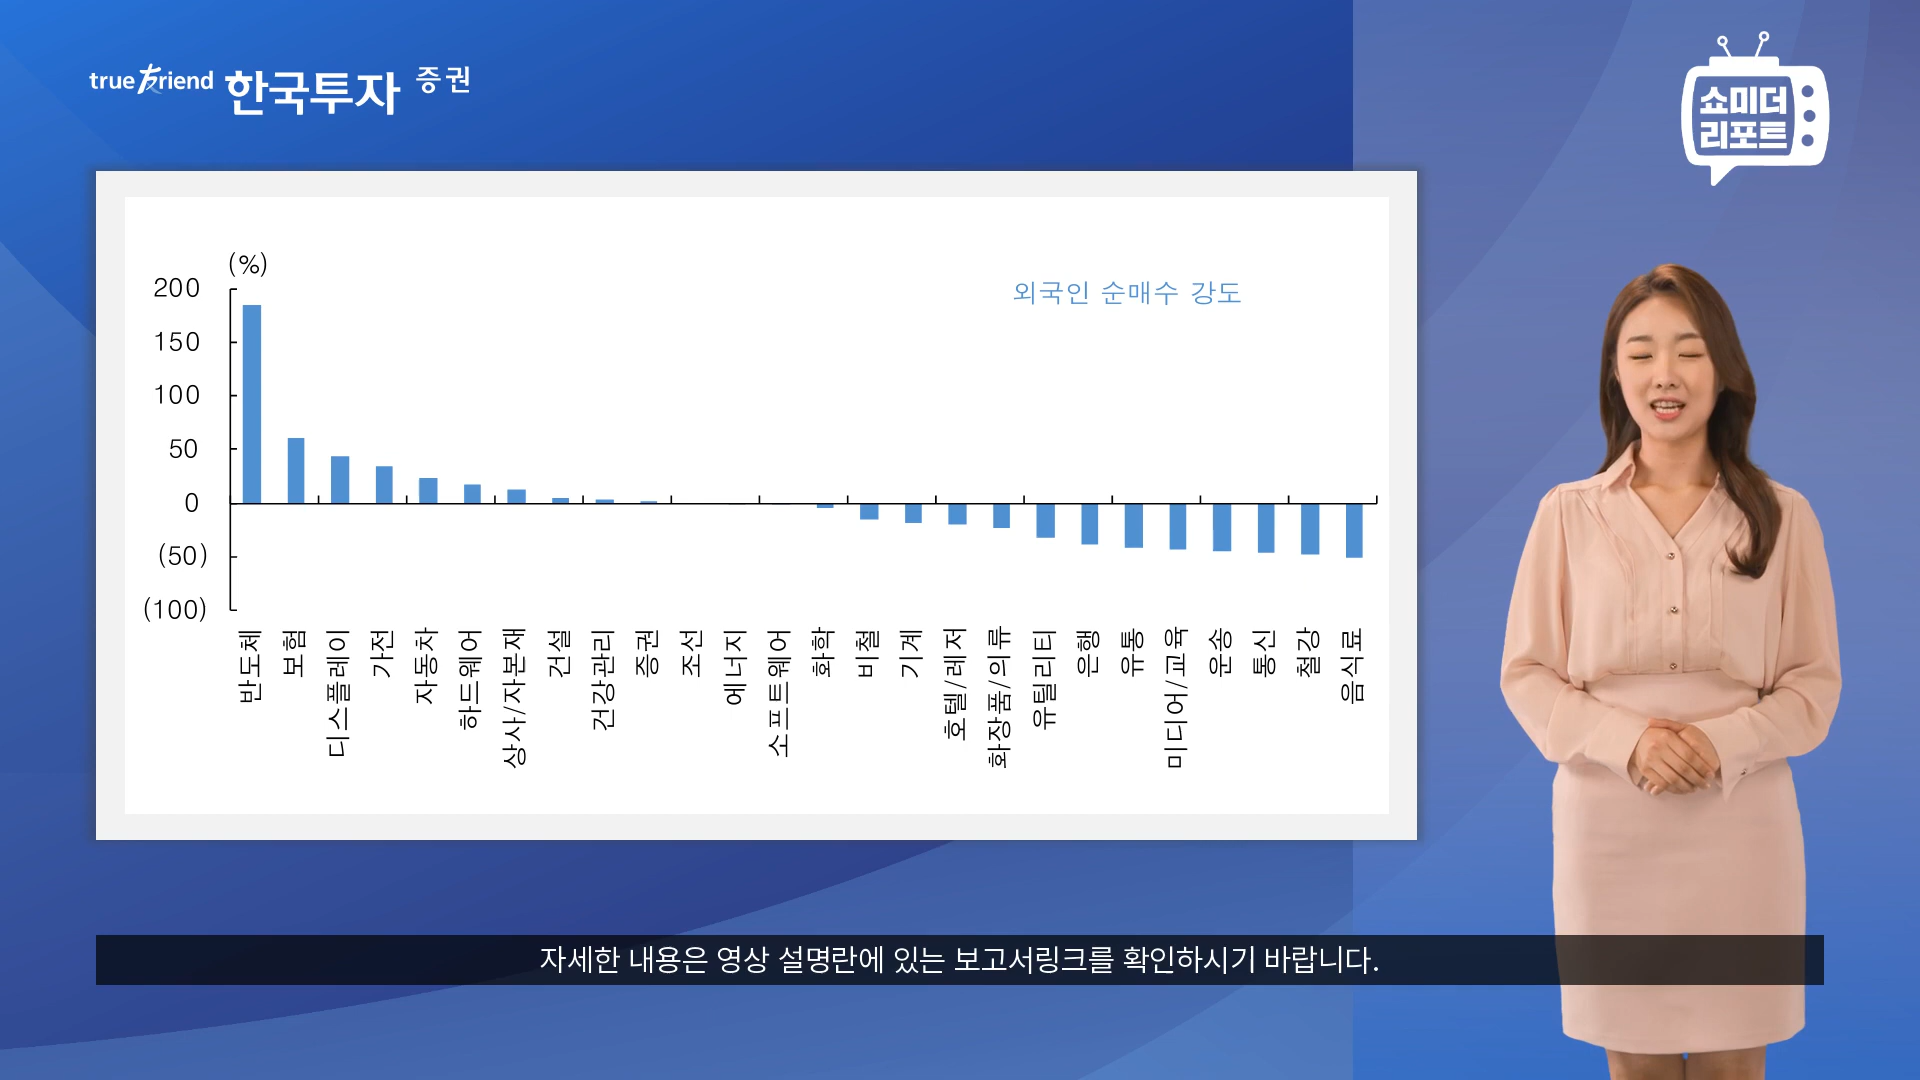 true friend 한국투자 증권
쇼미더
리포트
(%)
외국인 순매수 강도
200
150
100
50
0
(50)
(100)
반도체
보험
디스플레이
가전
자동차
하드웨어
상사/자본재
건설
건강관리
증권
조선
에너지
소프트웨어
화학
비철
기계
호텔/레저
화장품/의류
유틸리티
은행
유통
미디어/교육
운송
통신
철강
음식료
자세한 내용은 영상 설명란에 있는 보고서링크를 확인하시기 바랍니다.